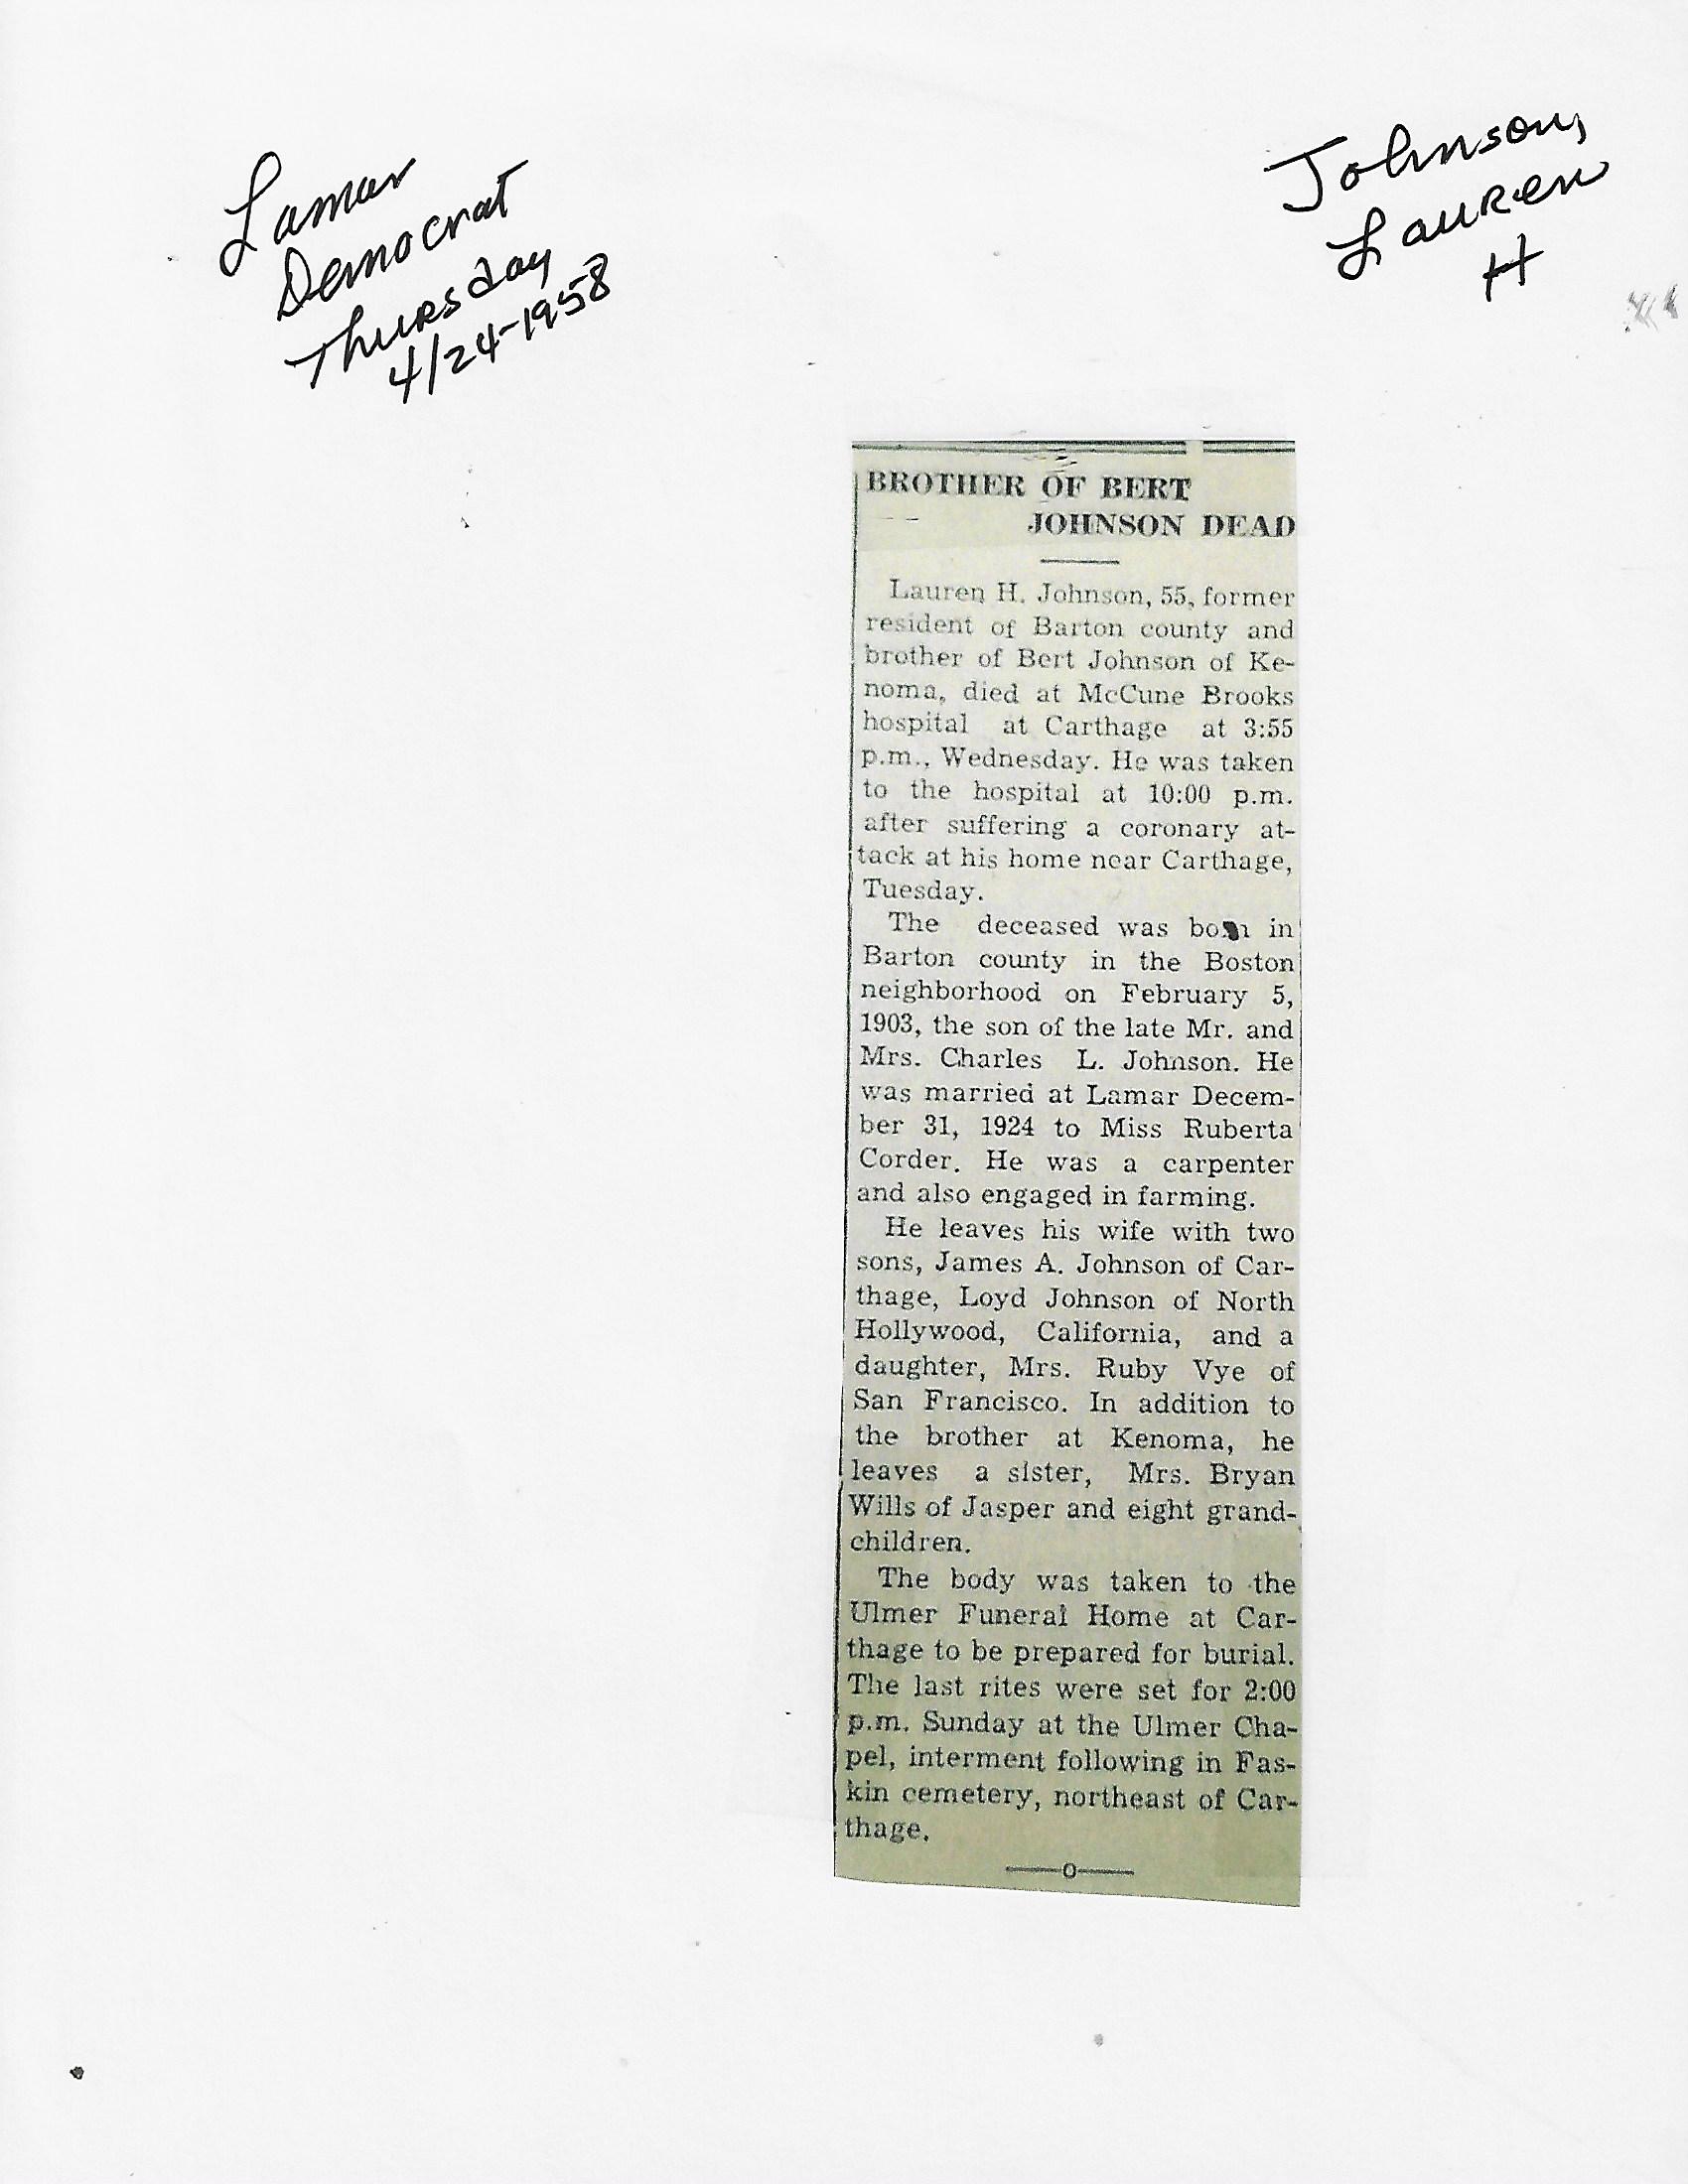 Lamar
Democrat
Thursday
4/24-1958
Johnson,
Lauren
H
BROTHER OF BERT
JOHNSON DEAD
Lauren H. Johnson, 55, former
resident of Barton county and
brother of Bert Johnson of Ke-
noma, died at McCune Brooks
hospital at Carthage at 3:55
p.m., Wednesday. He was taken
to the hospital at 10:00 p.m.
after suffering a coronary at-
tack at his home near Carthage,
Tuesday.
The deceased was born in
Barton county in the Boston
neighborhood on February 5,
1903, the son of the late Mr. and
Mrs. Charles L. Johnson. He
was married at Lamar Decem-
ber 31, 1924 to Miss Ruberta
Corder. He was a carpenter
and also engaged in farming.
He leaves his wife with two
sons, James A. Johnson of Car-
thage, Loyd Johnson of North
Hollywood, California, and a
daughter, Mrs. Ruby Vye of
San Francisco. In addition to
the brother at Kenoma, he
leaves a sister, Mrs. Bryan
Wills of Jasper and eight grand-
children.
The body was taken to the
Ulmer Funeral Home at Car-
thage to be prepared for burial.
The last rites were set for 2:00
p.m. Sunday at the Ulmer Cha-
pel, interment following in Fas-
kin cemetery, northeast of Car-
thage.